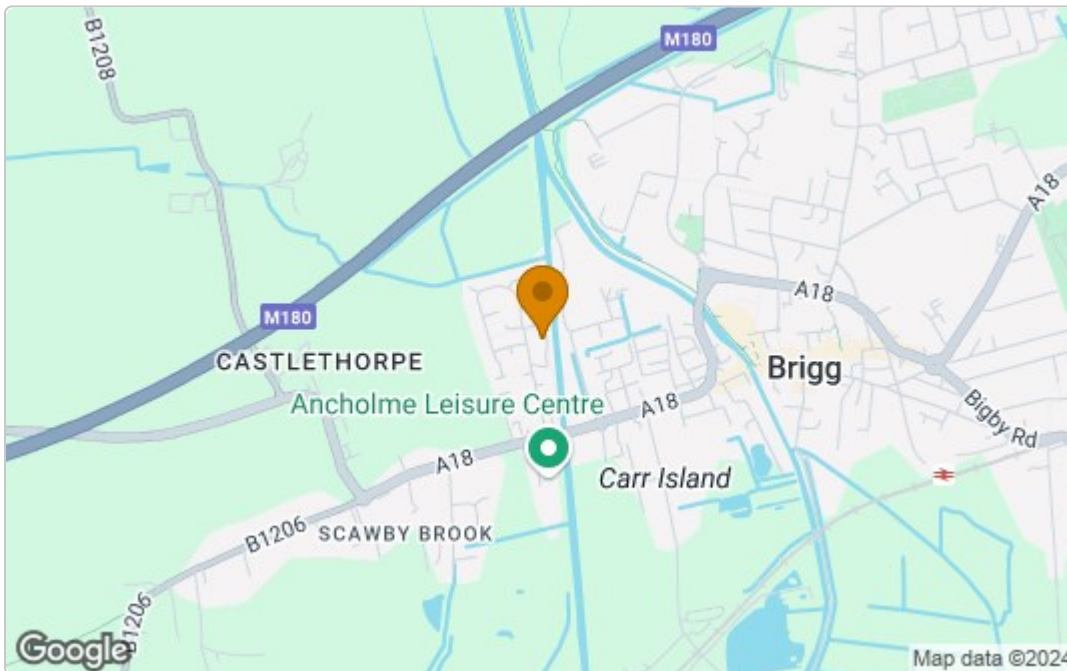 B1208
M180
A18
A18
M180
CASTLETHORPE
Brigg
Ancholme Leisure Centre
A18
Bigby Rd
A18
Carr Island
B1206
SCAWBY BROOK
B1206
Google
Map data ©2024